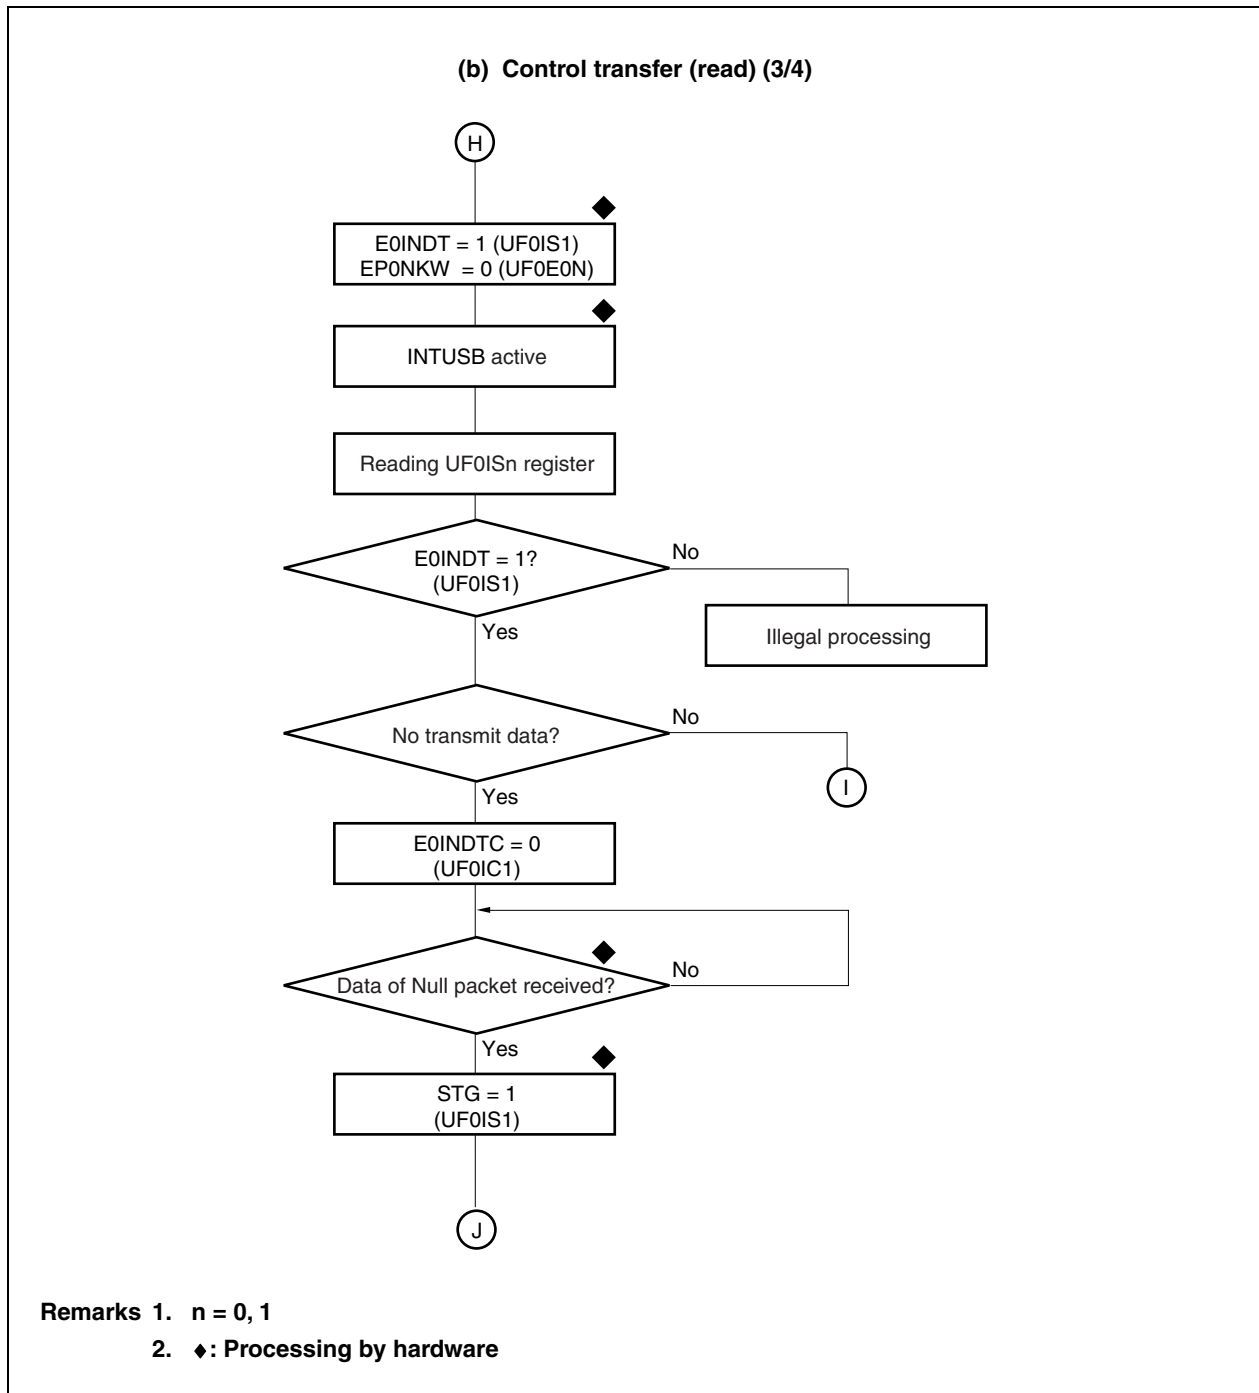 (b) Control transfer (read) (3/4)
H
E0INDT = 1 (UF0IS1)
EP0NKW = 0 (UF0E0N)
INTUSB active
Reading UF0ISn register
E0INDT = 1?
(UF0IS1)
No
Illegal processing
Yes
No transmit data?
No
I
Yes
E0INDTC = 0
(UF0IC1)
Data of Null packet received?
No
Yes
STG = 1
(UF0IS1)
J
Remarks 1. n = 0, 1
2. ♦: Processing by hardware